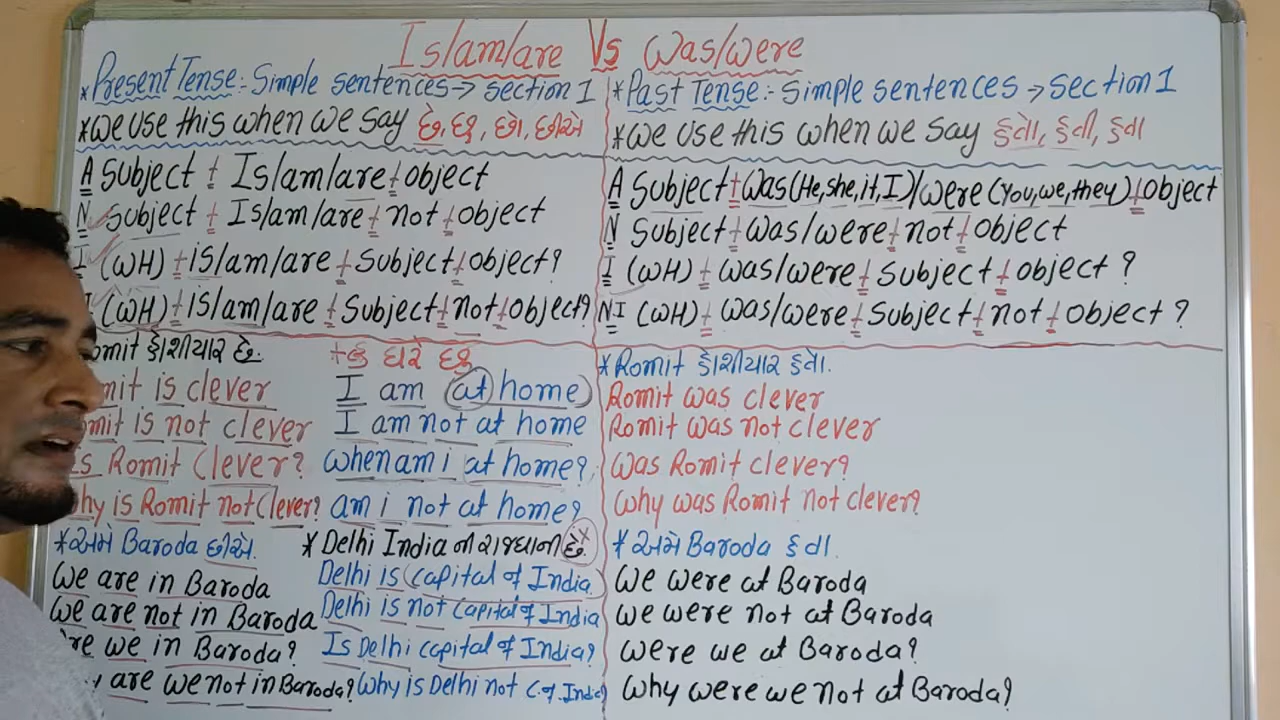 Is/am/are Vs Was/were
*Present Tense:- Simple sentences→ section 1
*We use this when we say છે, છું, છો, છીએ
A Subject + Is/am/are + object
N Subject + Is/am/are + not + object
I (WH) + is/am/are + subject + object?
(WH) + Is/am/are + Subject + not + Object?
*Past Tense:- simple sentences → section 1
*We use this when we say હતો, હતી, હતા
A Subject + Was (He, she, it, I) / were (You, we, they) + object
N Subject + was/were + not + object
I (WH) + was/were + subject + object ?
NI (WH) + was/were + Subject + not + object ?
omit હોશીયાર છે.
mit is clever
mit is not clever
Is Romit Clever?
hy is Romit not Clever?
+હું ઘરે છું
I am at home
I am not at home
when am i at home?
am i not at home?
*Romit હોશીયાર હતો.
Romit was clever
Romit was not clever
Was Romit clever?
Why was Romit not clever?
*અમે Baroda છીએ.
We are in Baroda
We are not in Baroda
re we in Baroda?
are we not in Baroda?
* Delhi India ની રાજધાની છે.
Delhi is capital of India.
Delhi is not Capital of India
Is Delhi capital of India?
Why is Delhi not C. of. India
*અમે Baroda હતા.
We were at Baroda
we were not at Baroda
were we at Baroda?
why were we not at Baroda?